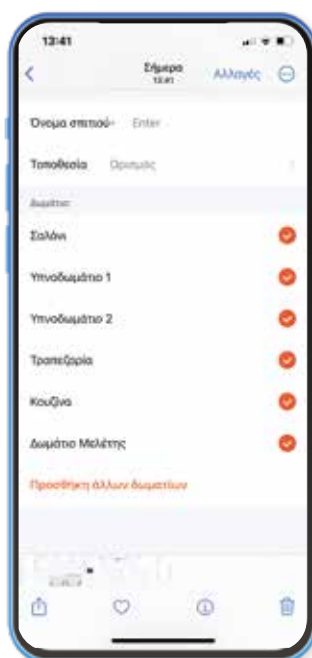 13:41
Σήμερα
13:41
Αλλαγές
Όνομα σπιτιού* Enter
Τοποθεσία Ορισμός
Δωμάτια:
Σαλόνι
Υπνοδωμάτιο 1
Υπνοδωμάτιο 2
Τραπεζαρία
Κουζίνα
Δωμάτιο Μελέτης
Προσθήκη άλλων δωματίων